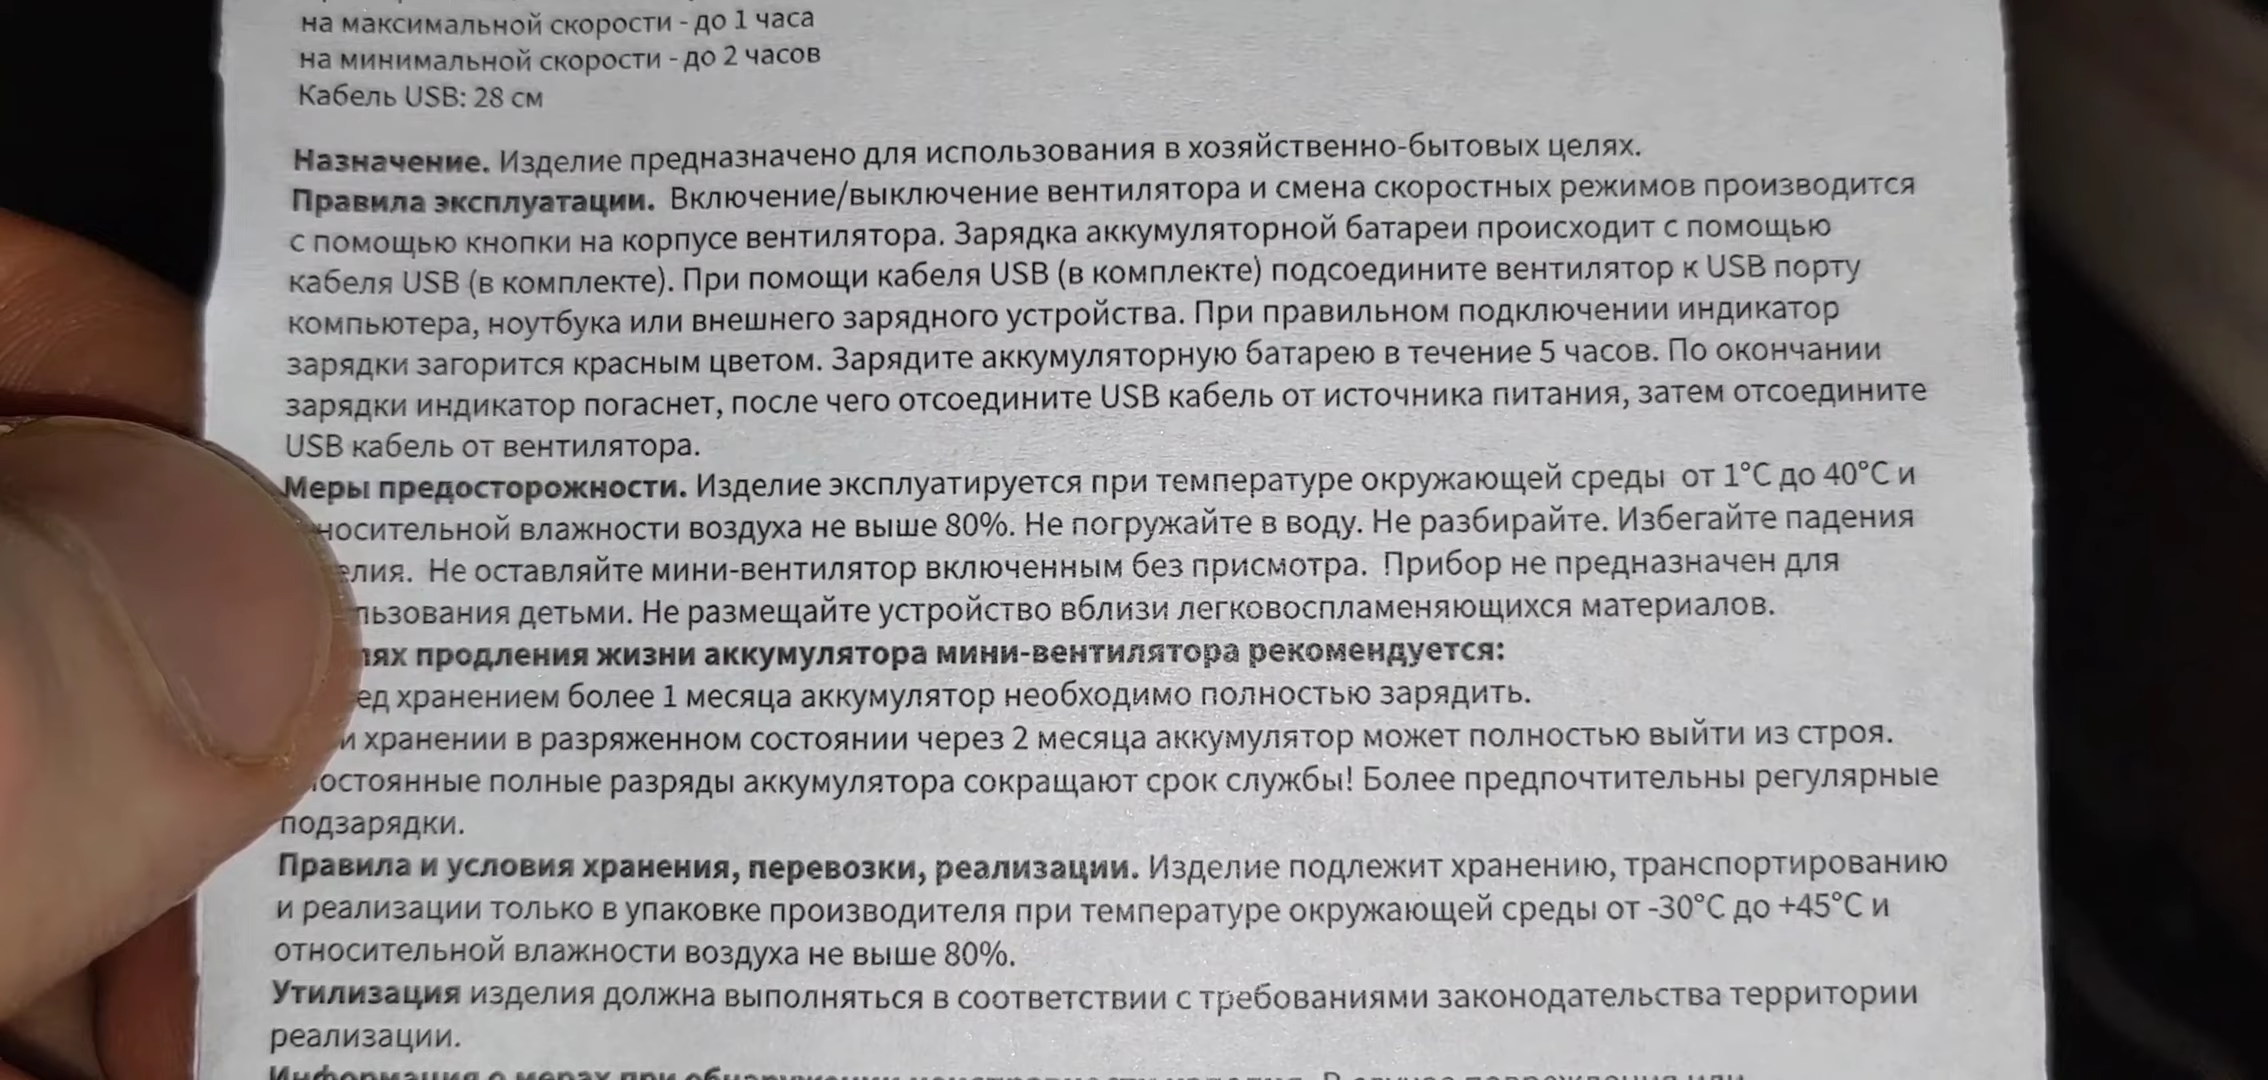 на максимальной скорости - до 1 часа
на минимальной скорости - до 2 часов
Кабель USB: 28 см
Назначение. Изделие предназначено для использования в хозяйственно-бытовых целях.
Правила эксплуатации. Включение/выключение вентилятора и смена скоростных режимов производится
с помощью кнопки на корпусе вентилятора. Зарядка аккумуляторной батареи происходит с помощью
кабеля USB (в комплекте). При помощи кабеля USB (в комплекте) подсоедините вентилятор к USB порту
компьютера, ноутбука или внешнего зарядного устройства. При правильном подключении индикатор
зарядки загорится красным цветом. Зарядите аккумуляторную батарею в течение 5 часов. По окончании
зарядки индикатор погаснет, после чего отсоедините USB кабель от источника питания, затем отсоедините
USB кабель от вентилятора.
Меры предосторожности. Изделие эксплуатируется при температуре окружающей среды от 1°С до 40°С и
носительной влажности воздуха не выше 80%. Не погружайте в воду. Не разбирайте. Избегайте падения
елия. Не оставляйте мини-вентилятор включенным без присмотра. Прибор не предназначен для
льзования детьми. Не размещайте устройство вблизи легковоспламеняющихся материалов.
лях продления жизни аккумулятора мини-вентилятора рекомендуется:
ед хранением более 1 месяца аккумулятор необходимо полностью зарядить.
и хранении в разряженном состоянии через 2 месяца аккумулятор может полностью выйти из строя.
остоянные полные разряды аккумулятора сокращают срок службы! Более предпочтительны регулярные
подзарядки.
Правила и условия хранения, перевозки, реализации. Изделие подлежит хранению, транспортированию
и реализации только в упаковке производителя при температуре окружающей среды от -30°С до +45°С и
относительной влажности воздуха не выше 80%.
Утилизация изделия должна выполняться в соответствии с требованиями законодательства территории
реализации.
Информация о мерах при обнаружении неисправности изделия. В случае повреждения или